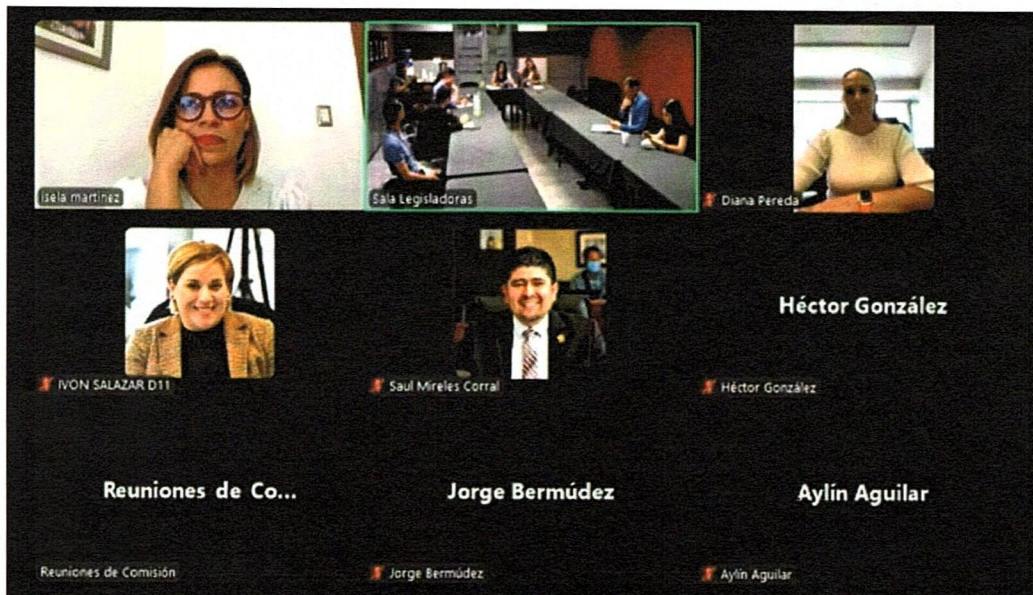 isela martinez
Sala Legisladoras
Diana Pereda
IVON SALAZAR D11
Saul Mireles Corral
Héctor González
Héctor González
Reuniones de Co...
Reuniones de Comisión
Jorge Bermúdez
Jorge Bermúdez
Aylín Aguilar
Aylín Aguilar